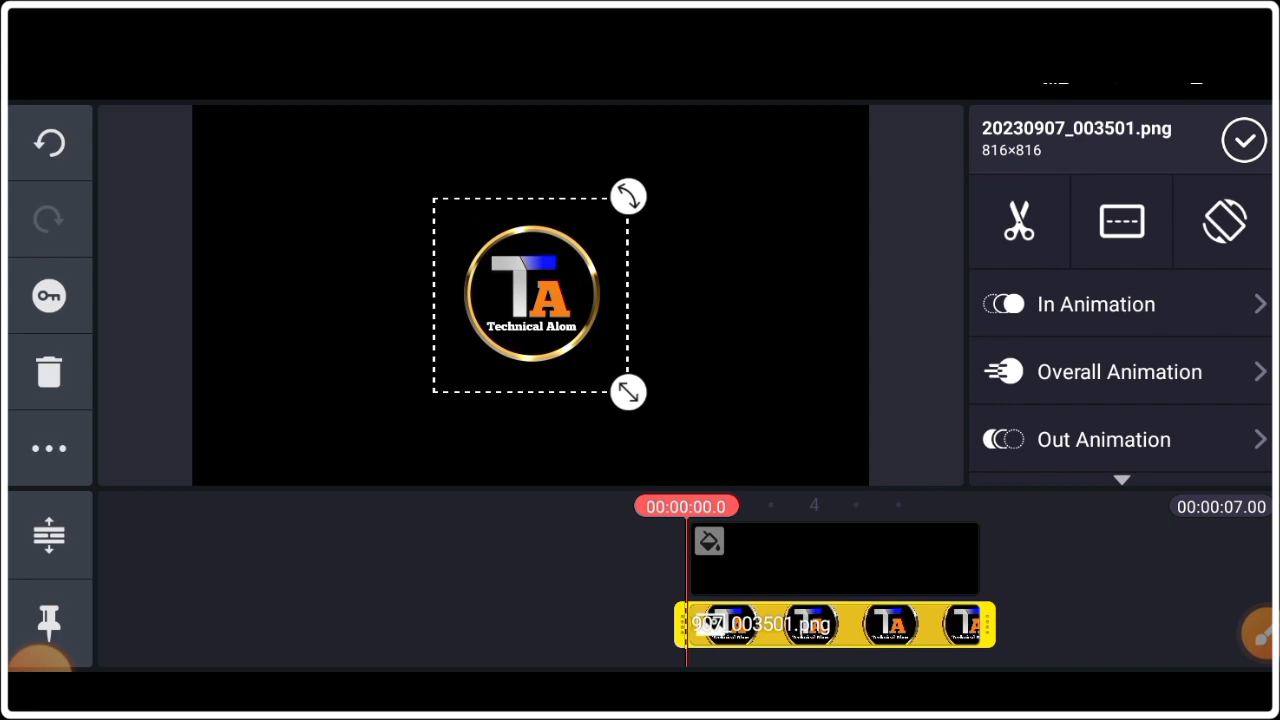 20230907_003501.png
816×816
Technical Alom
TA
In Animation
Overall Animation
Out Animation
00:00:00.0
4
00:00:07.00
907_003501.png